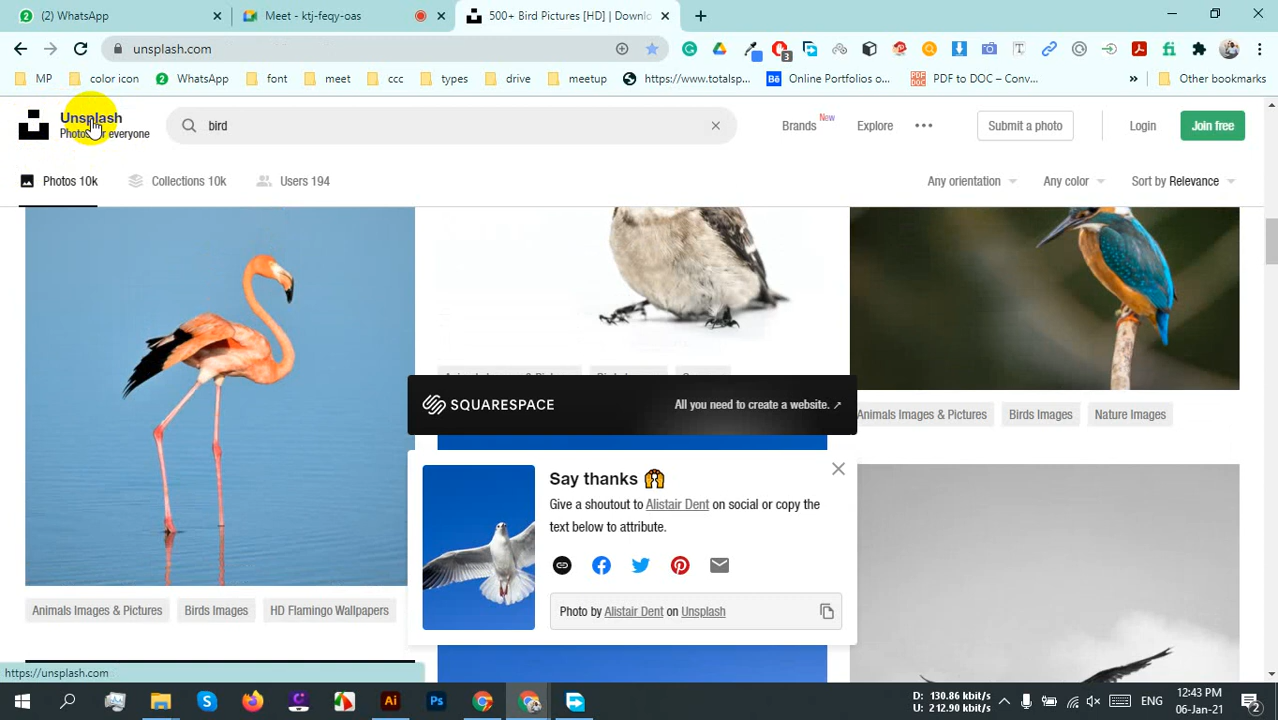 (2) WhatsApp
Meet - ktj-feqy-oas
500+ Bird Pictures [HD] | Downl
unsplash.com
3
MP
color icon
2
WhatsApp
font
meet
ccc
types
drive
meetup
https://www.totalsp...
Bē
Online Portfolios o...
PDF to DOC – Conv...
»
Other bookmarks
Unsplash
Photos for everyone
bird
Brands
New
Explore
Submit a photo
Login
Join free
Photos 10k
Collections 10k
Users 194
Any orientation
Any color
Sort by Relevance
Animals Images & Pictures
Birds Images
Nature Images
SQUARESPACE
All you need to create a website. ↗
Say thanks 🙌
Give a shoutout to Alistair Dent on social or copy the
text below to attribute.
Photo by Alistair Dent on Unsplash
Animals Images & Pictures
Birds Images
HD Flamingo Wallpapers
https://unsplash.com
Ai
Ps
D: 130.86 kbit/s
U: 212.90 kbit/s
ENG
12:43 PM
06-Jan-21
2